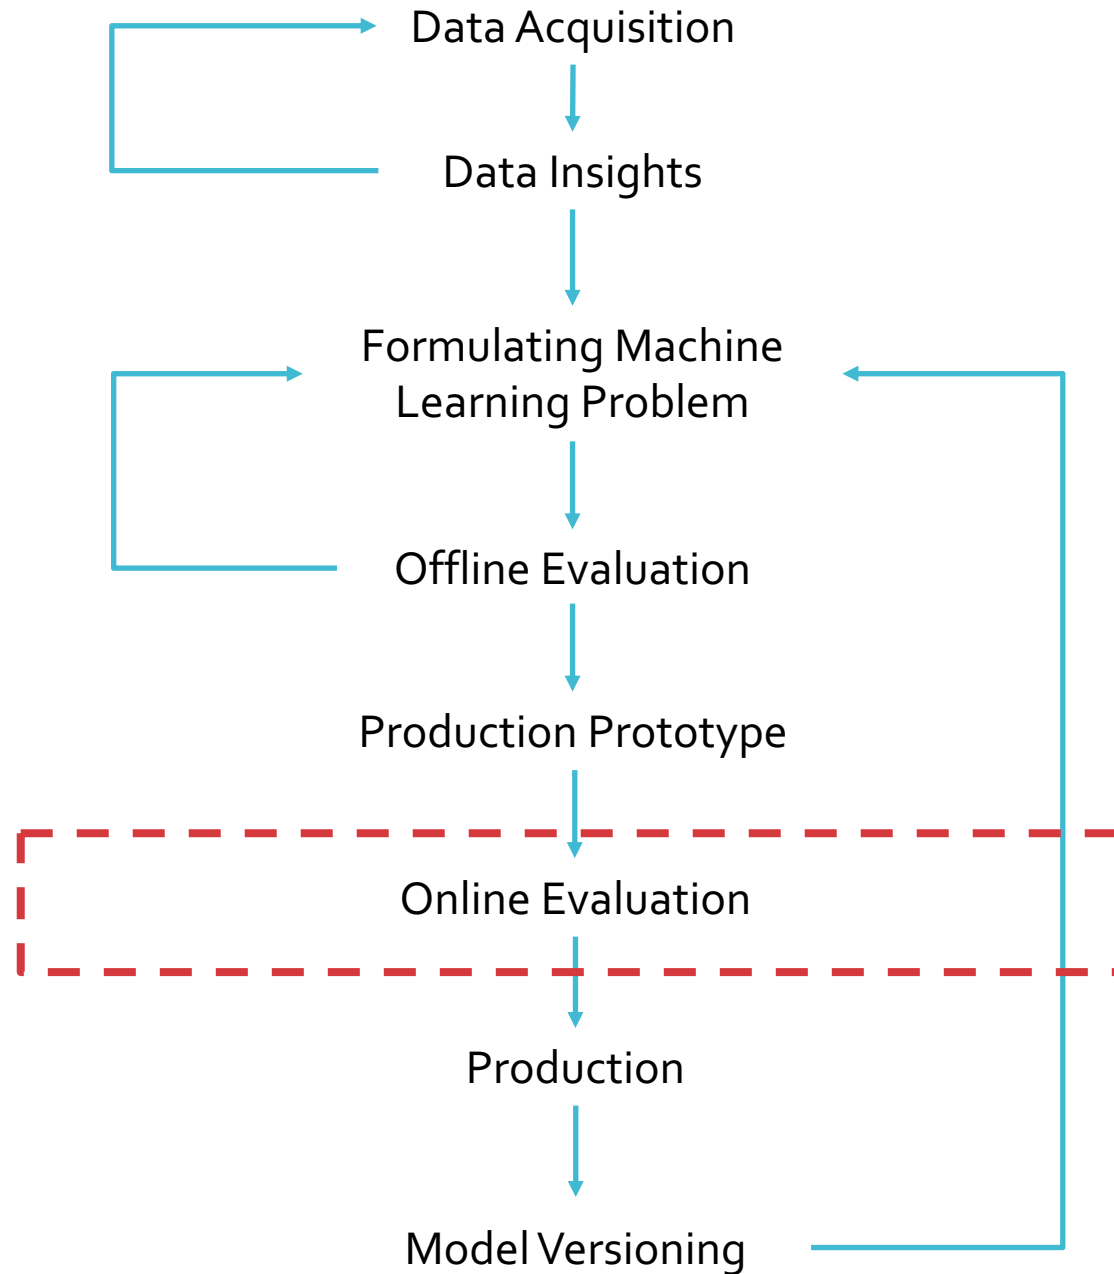 Data Acquisition
Data Insights
Formulating Machine
Learning Problem
Offline Evaluation
Production Prototype
Online Evaluation
Production
Model Versioning